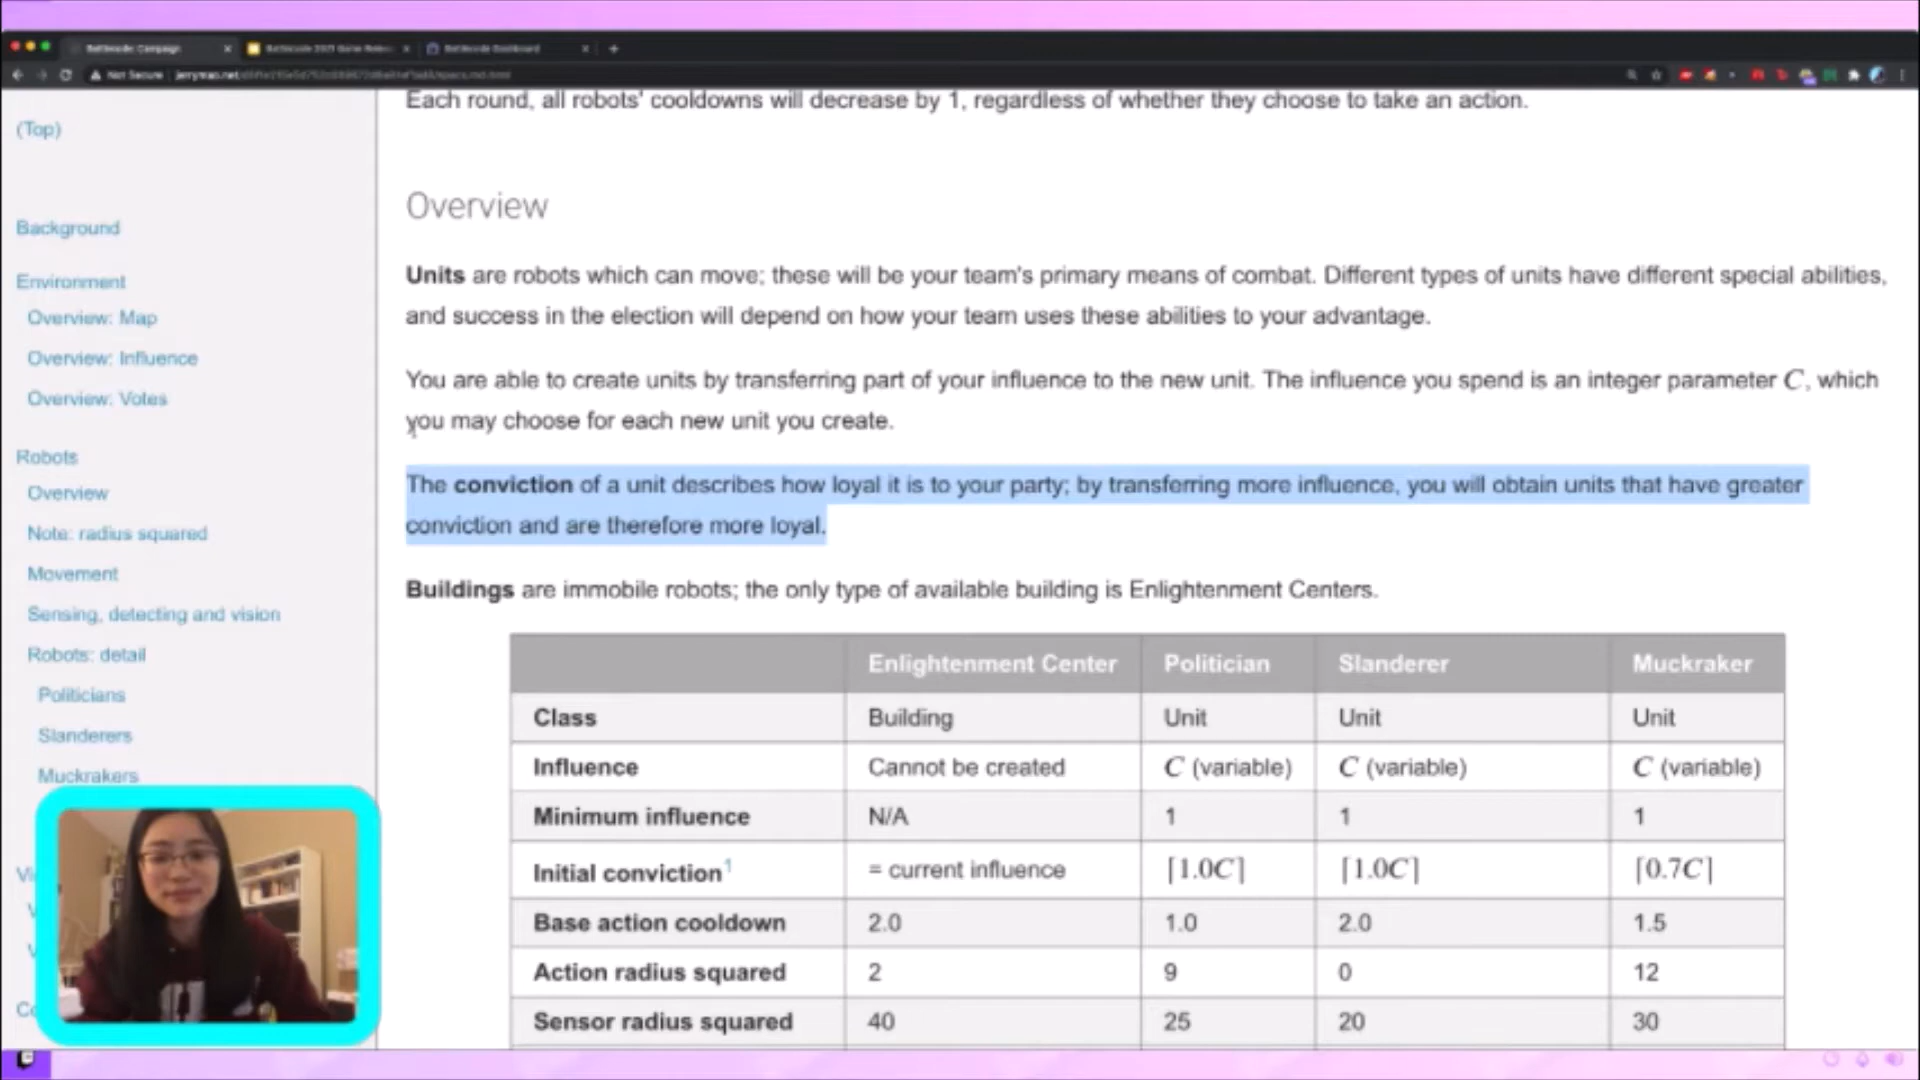 Battlecode: Campaign
Battlecode Dashboard
Not Secure
jerrymao.net
Each round, all robots' cooldowns will decrease by 1, regardless of whether they choose to take an action.
(Top)
Background
Environment
Overview: Map
Overview: Influence
Overview: Votes
Robots
Overview
Note: radius squared
Movement
Sensing, detecting and vision
Robots: detail
Politicians
Slanderers
Muckrakers
Overview
Units are robots which can move; these will be your team's primary means of combat. Different types of units have different special abilities,
and success in the election will depend on how your team uses these abilities to your advantage.
You are able to create units by transferring part of your influence to the new unit. The influence you spend is an integer parameter C, which
you may choose for each new unit you create.
The conviction of a unit describes how loyal it is to your party; by transferring more influence, you will obtain units that have greater
conviction and are therefore more loyal.
Buildings are immobile robots; the only type of available building is Enlightenment Centers.
Enlightenment Center Politician Slanderer Muckraker
Class Building Unit Unit Unit
Influence Cannot be created C (variable) C (variable) C (variable)
Minimum influence N/A 1 1 1
Initial conviction¹ = current influence ⌈1.0C⌉ ⌈1.0C⌉ ⌈0.7C⌉
Base action cooldown 2.0 1.0 2.0 1.5
Action radius squared 2 9 0 12
Sensor radius squared 40 25 20 30